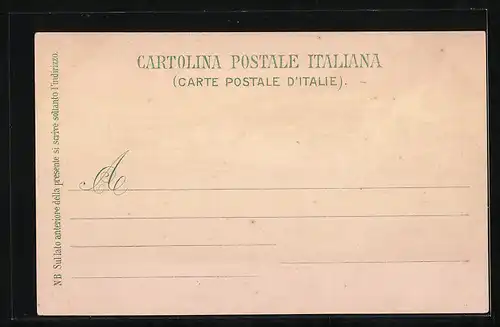 CARTOLINA POSTALE ITALIANA
(CARTE POSTALE D'ITALIE).
A
NB Sul lato anteriore della presente si scrive soltanto l'indirizzo.